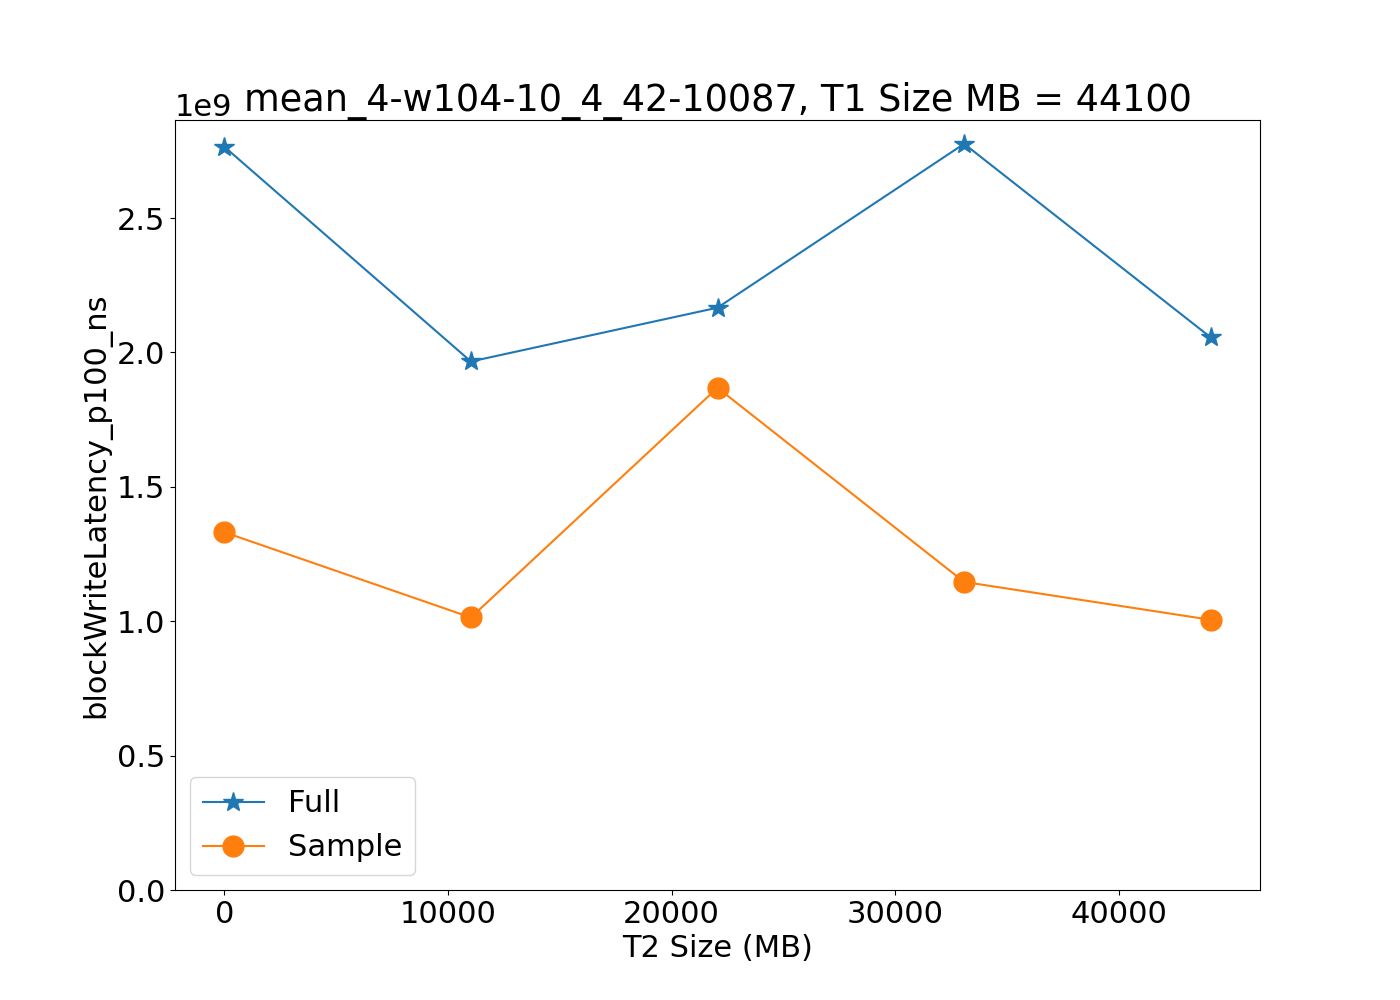 1e9
mean_4-w104-10_4_42-10087, T1 Size MB = 44100
2.5
2.0
1.5
1.0
0.5
0.0
blockWriteLatency_p100_ns
Full
Sample
0
10000
20000
30000
40000
T2 Size (MB)